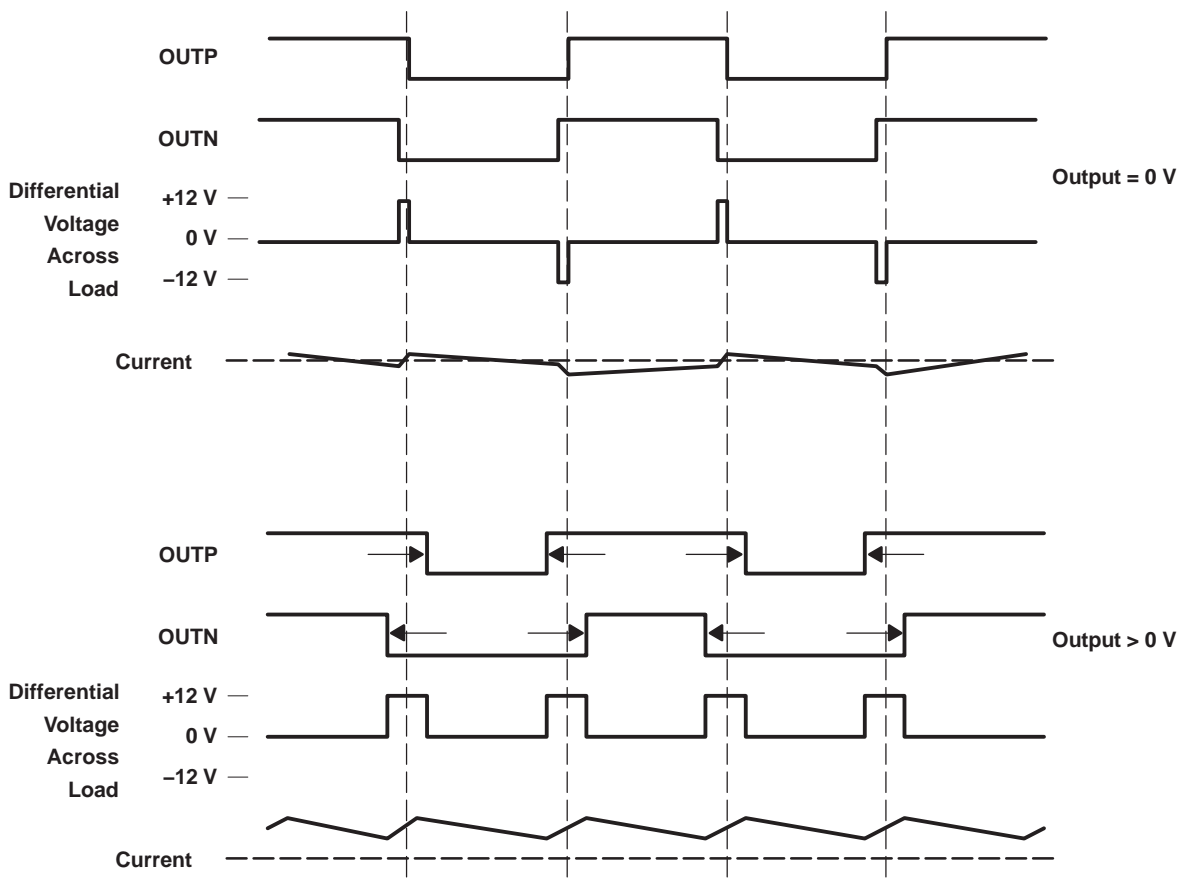 OUTP
OUTN
Output = 0 V
Differential
Voltage
Across
Load
+12 V
0 V
–12 V
Current
OUTP
OUTN
Output > 0 V
Differential
Voltage
Across
Load
+12 V
0 V
–12 V
Current